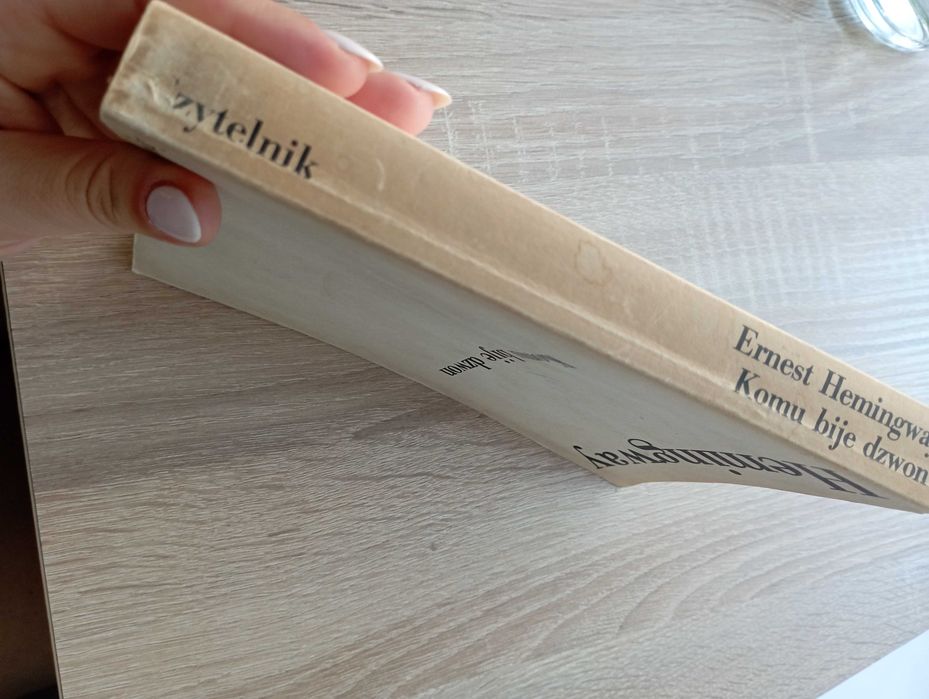 zytelnik
Ernest Hemingwa
Komu bije dzwon
Hemingway
bije dzwon